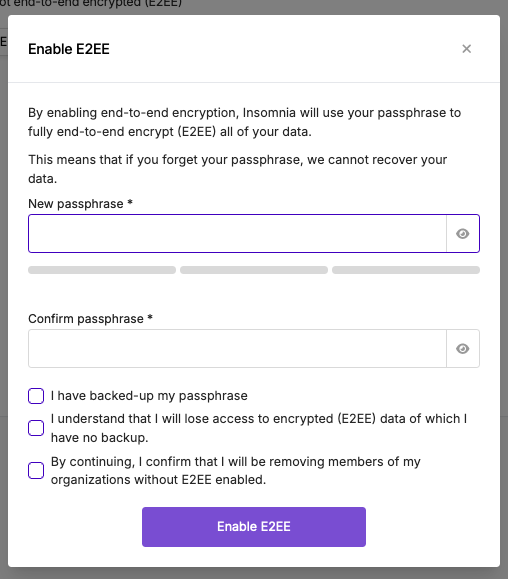 ot end-to-end encrypted (E2EE)
E
Enable E2EE
By enabling end-to-end encryption, Insomnia will use your passphrase to
fully end-to-end encrypt (E2EE) all of your data.
This means that if you forget your passphrase, we cannot recover your
data.
New passphrase *
Confirm passphrase *
I have backed-up my passphrase
I understand that I will lose access to encrypted (E2EE) data of which I
have no backup.
By continuing, I confirm that I will be removing members of my
organizations without E2EE enabled.
Enable E2EE